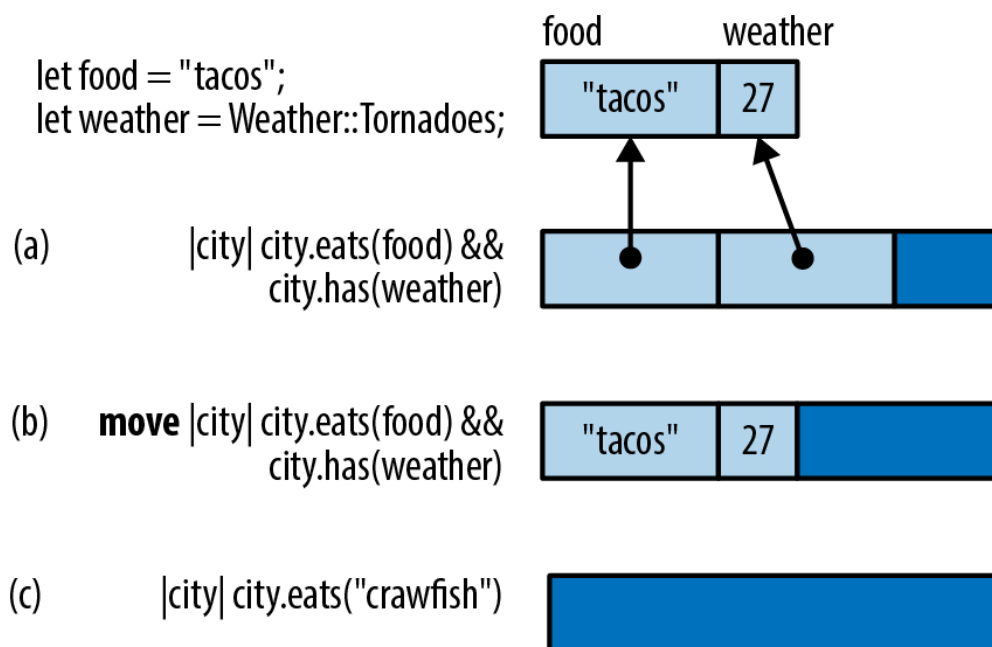 food weather
let food = "tacos";
let weather = Weather::Tornadoes;
"tacos" 27
(a) |city| city.eats(food) &&
city.has(weather)
(b) move |city| city.eats(food) &&
city.has(weather)
"tacos" 27
(c) |city| city.eats("crawfish")